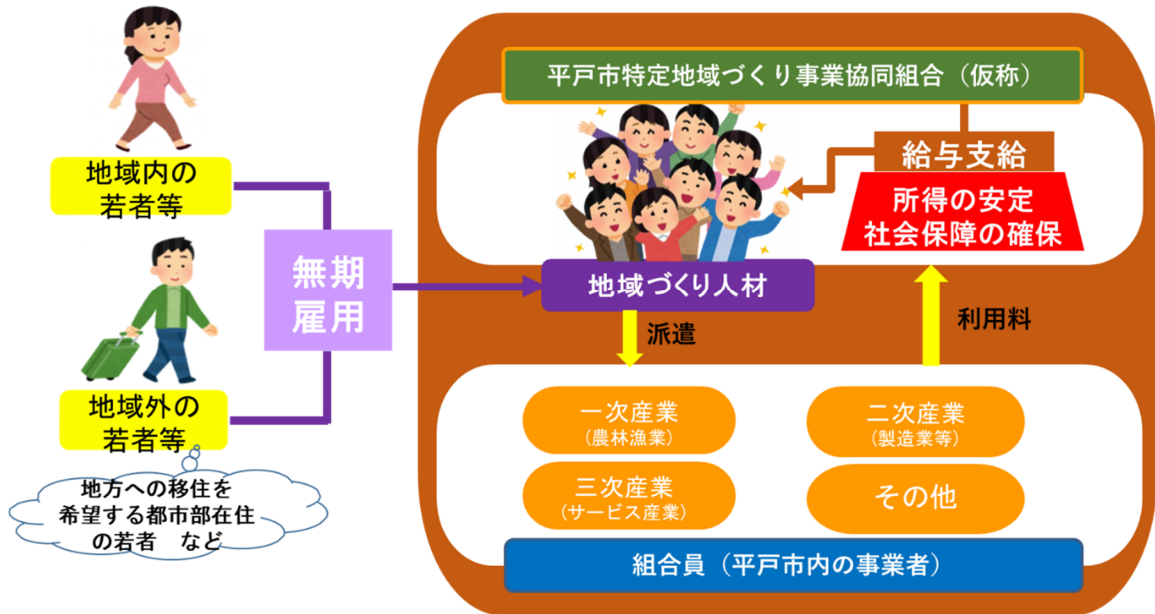 地域内の
若者等
地域外の
若者等
地方への移住を
希望する都市部在住
の若者　など
無期
雇用
平戸市特定地域づくり事業協同組合（仮称）
給与支給
所得の安定
社会保障の確保
地域づくり人材
派遣
利用料
一次産業
(農林漁業)
二次産業
(製造業等)
三次産業
(サービス産業)
その他
組合員（平戸市内の事業者）